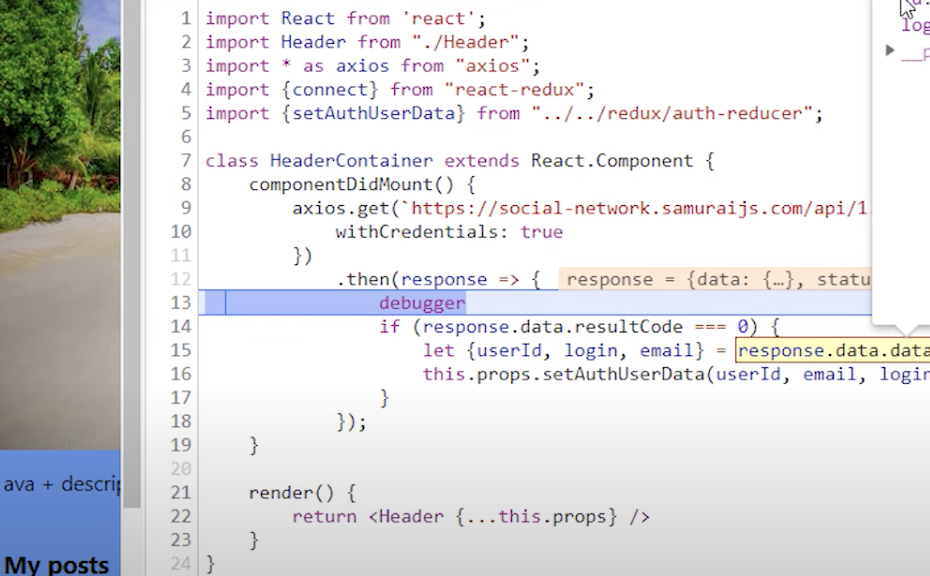 1 import React from 'react';
2 import Header from "./Header";
3 import * as axios from "axios";
4 import {connect} from "react-redux";
5 import {setAuthUserData} from "../../redux/auth-reducer";
6
7 class HeaderContainer extends React.Component {
8 componentDidMount() {
9 axios.get(`https://social-network.samuraijs.com/api/1.
10 withCredentials: true
11 })
12 .then(response => { response = {data: {…}, statu
13 debugger
14 if (response.data.resultCode === 0) {
15 let {userId, login, email} = response.data.data
16 this.props.setAuthUserData(userId, email, login
17 }
18 });
19 }
20
21 render() {
22 return <Header {...this.props} />
23 }
24 }
log
__p
ava + descrip
My posts